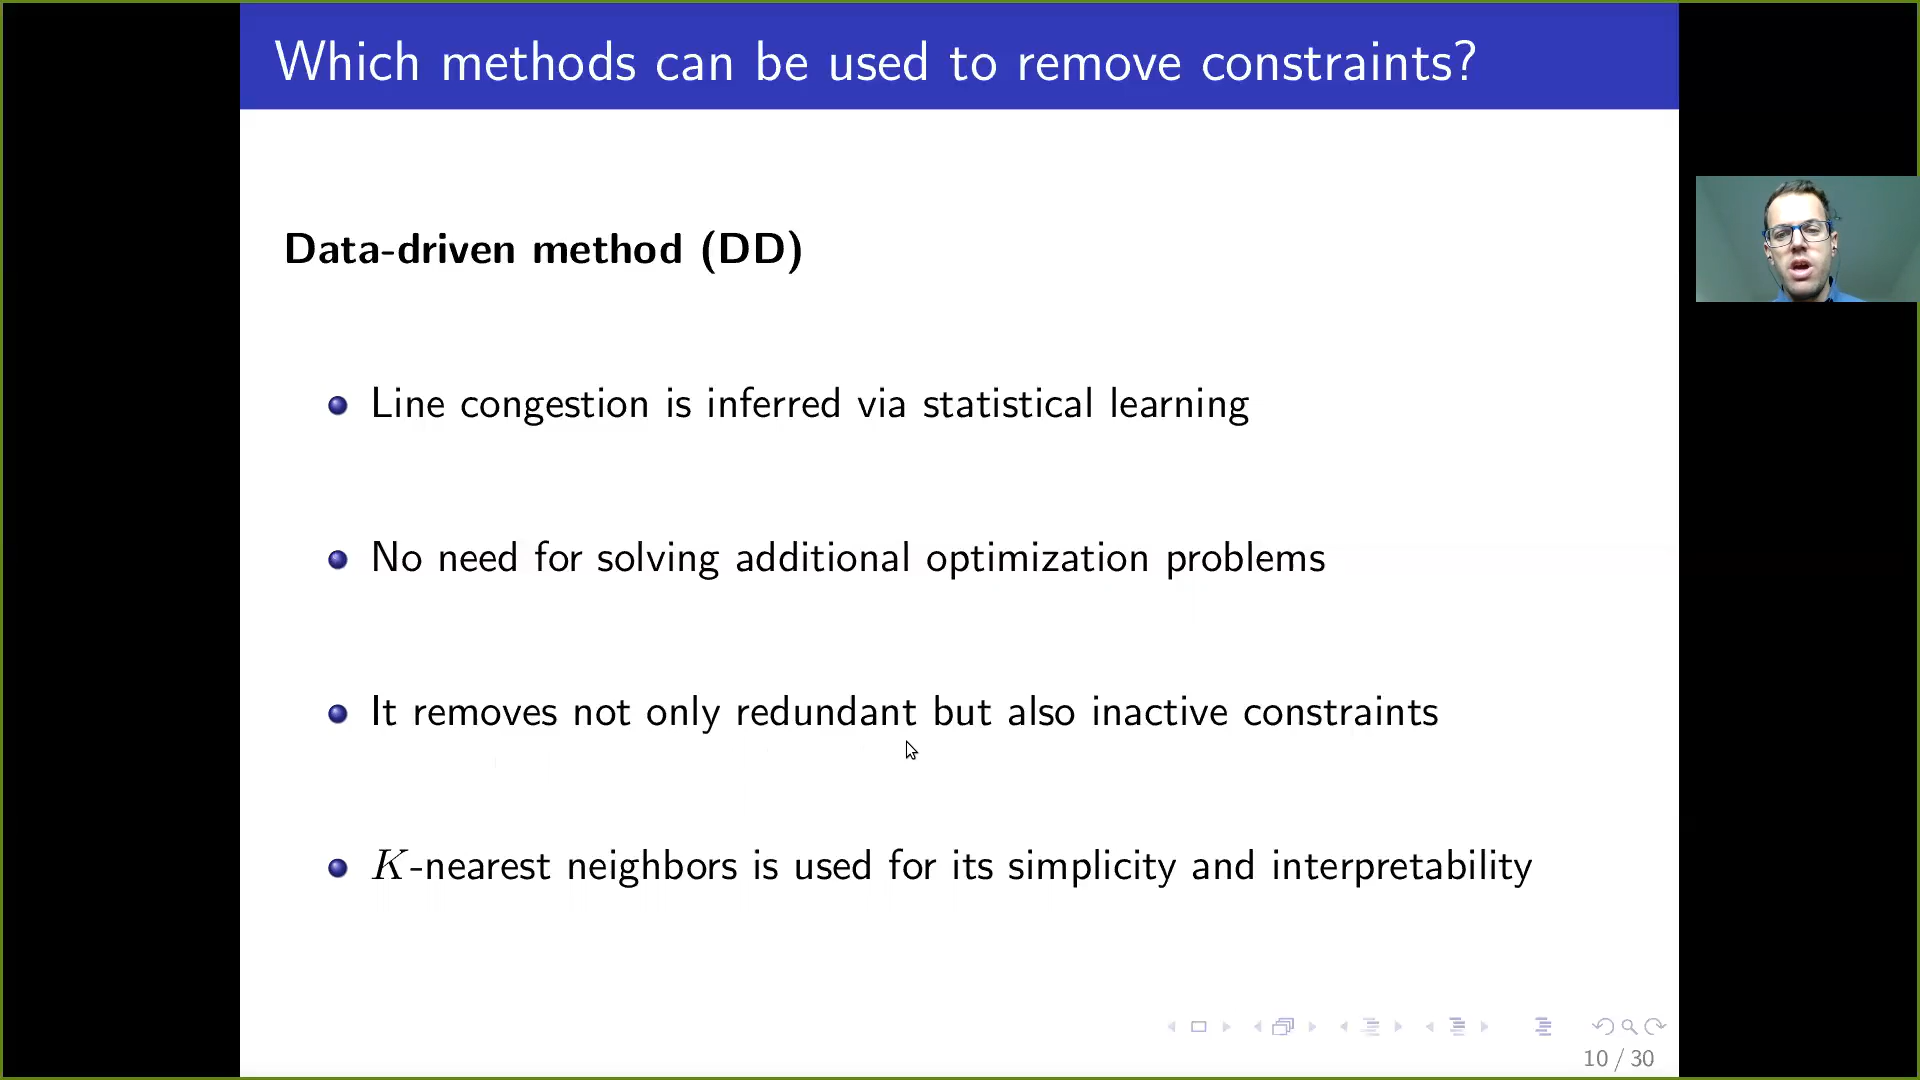 Which methods can be used to remove constraints?
Data-driven method (DD)
Line congestion is inferred via statistical learning
No need for solving additional optimization problems
It removes not only redundant but also inactive constraints
K-nearest neighbors is used for its simplicity and interpretability
10 / 30